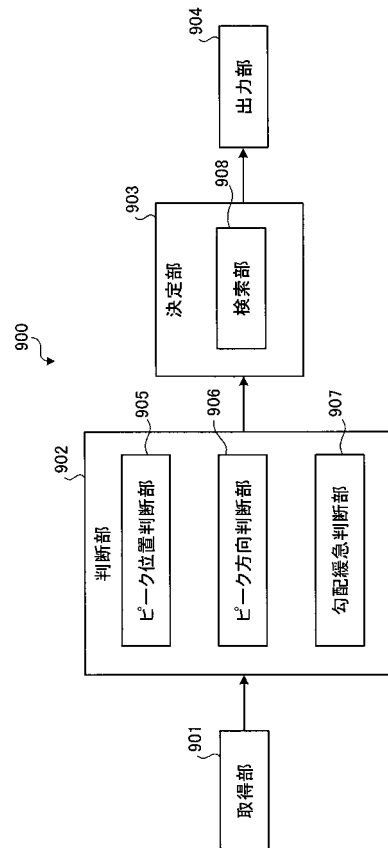 900
901
取得部
902
判断部
905
ピーク位置判断部
906
ピーク方向判断部
907
勾配緩急判断部
903
決定部
908
検索部
904
出力部